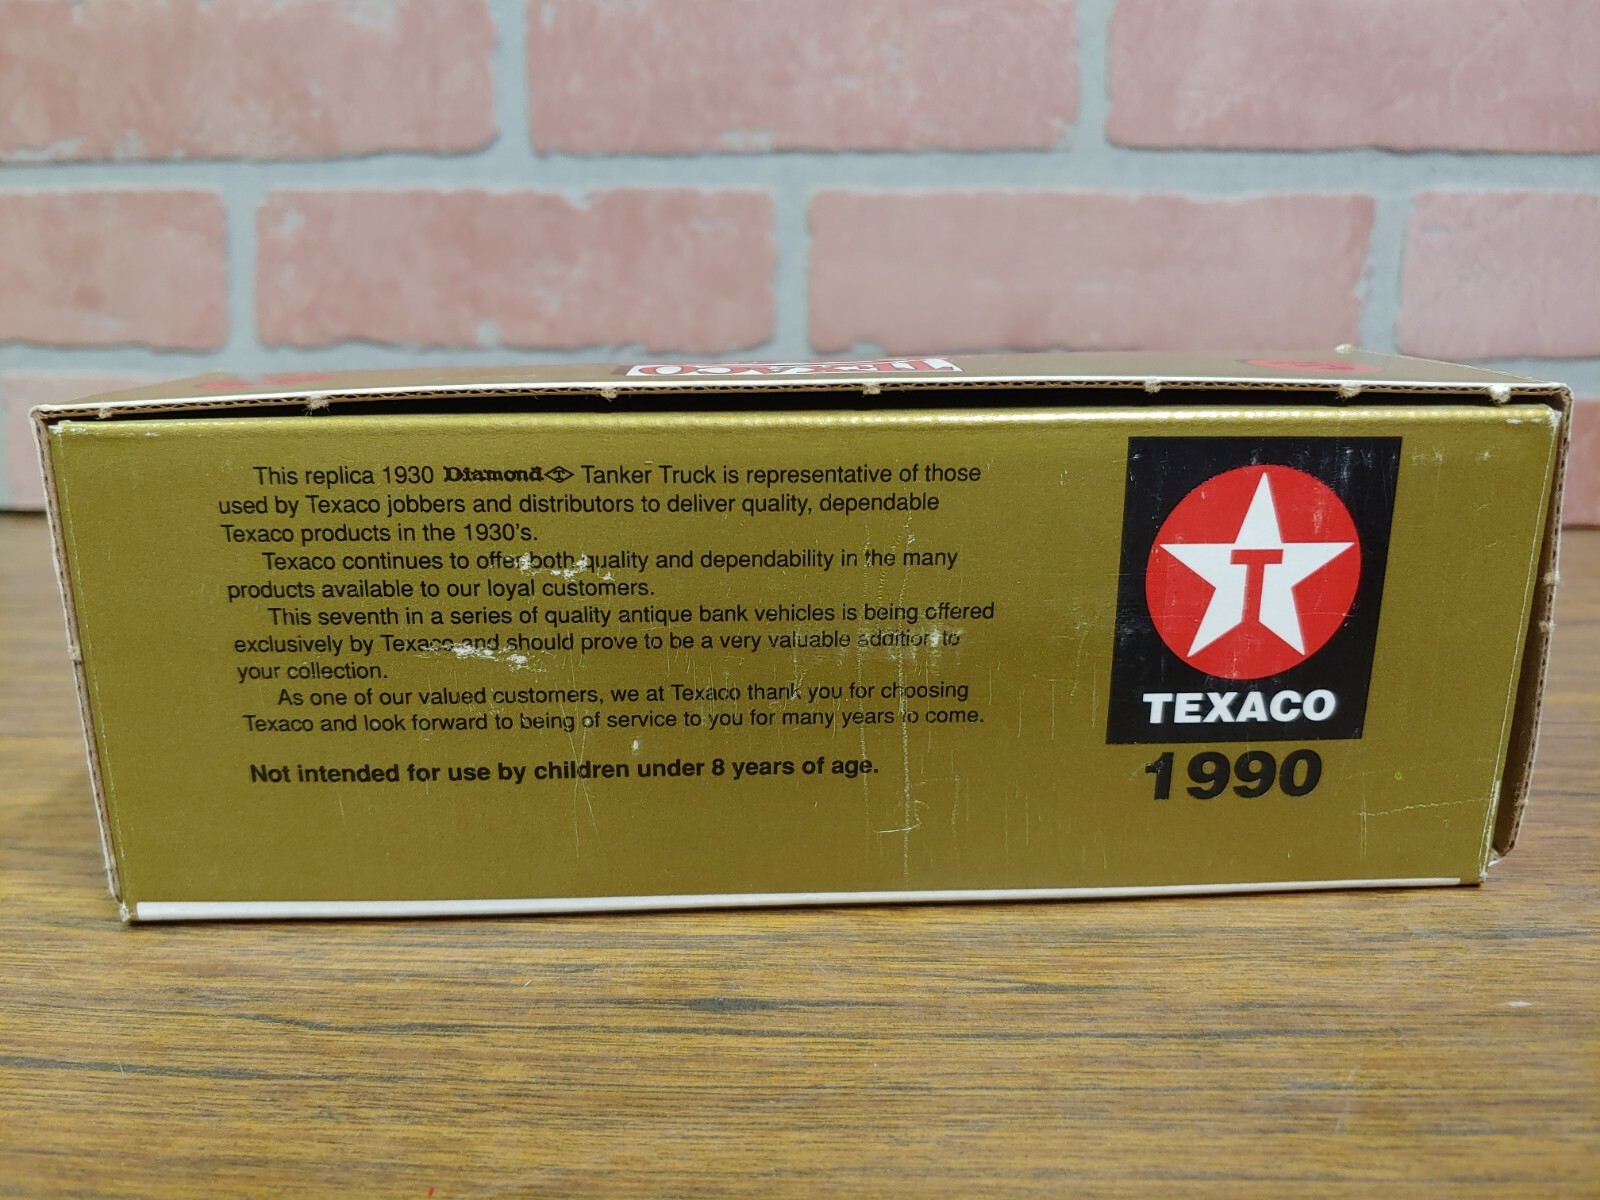 TEXACO
This replica 1930 Diamond T Tanker Truck is representative of those
used by Texaco jobbers and distributors to deliver quality, dependable
Texaco products in the 1930's.
Texaco continues to offer both quality and dependability in the many
products available to our loyal customers.
This seventh in a series of quality antique bank vehicles is being offered
exclusively by Texaco and should prove to be a very valuable addition to
your collection.
As one of our valued customers, we at Texaco thank you for choosing
Texaco and look forward to being of service to you for many years to come.
Not intended for use by children under 8 years of age.
T
TEXACO
1990